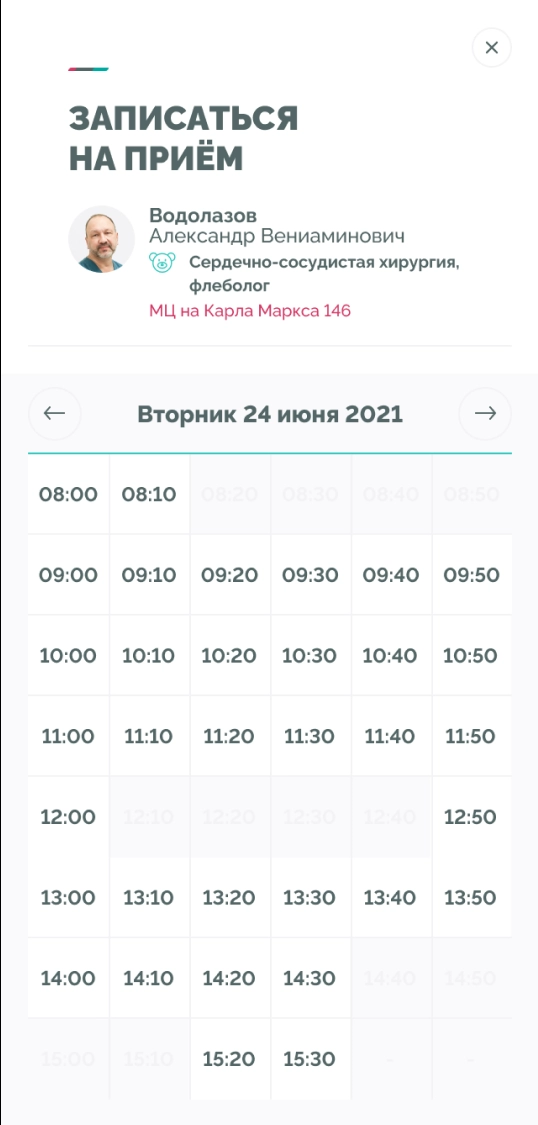 ЗАПИСАТЬСЯ
НА ПРИЁМ
Водолазов
Александр Вениаминович
Сердечно-сосудистая хирургия,
флеболог
МЦ на Карла Маркса 146
Вторник 24 июня 2021
08:00 08:10 08:20 08:30 08:40 08:50
09:00 09:10 09:20 09:30 09:40 09:50
10:00 10:10 10:20 10:30 10:40 10:50
11:00 11:10 11:20 11:30 11:40 11:50
12:00 12:10 12:20 12:30 12:40 12:50
13:00 13:10 13:20 13:30 13:40 13:50
14:00 14:10 14:20 14:30 14:40 14:50
15:00 15:10 15:20 15:30 - -